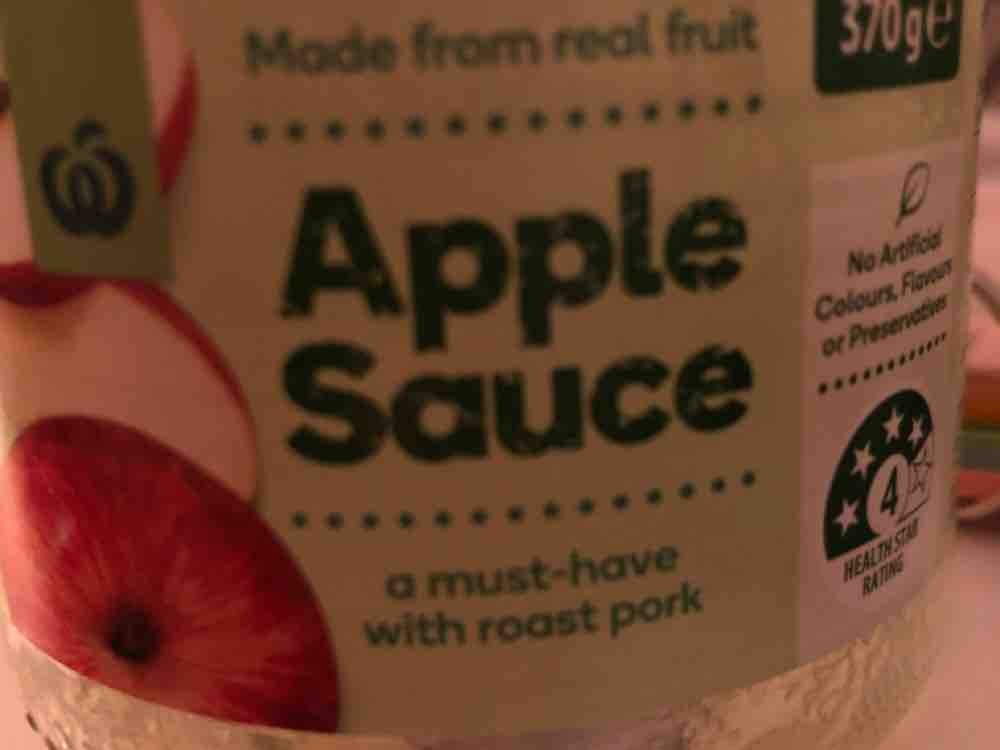 Made from real fruit
370g℮
Apple
Sauce
No Artificial
Colours, Flavours
or Preservatives
4
HEALTH STAR
RATING
a must-have
with roast pork